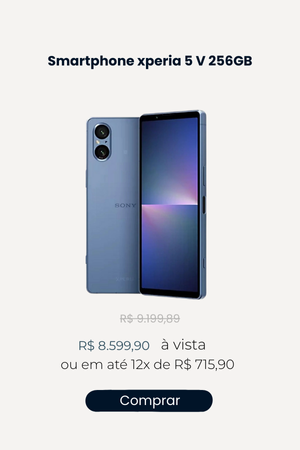 Smartphone xperia 5 V 256GB
SONY
R$ 9.199,89
R$ 8.599,90 à vista
ou em até 12x de R$ 715,90
Comprar